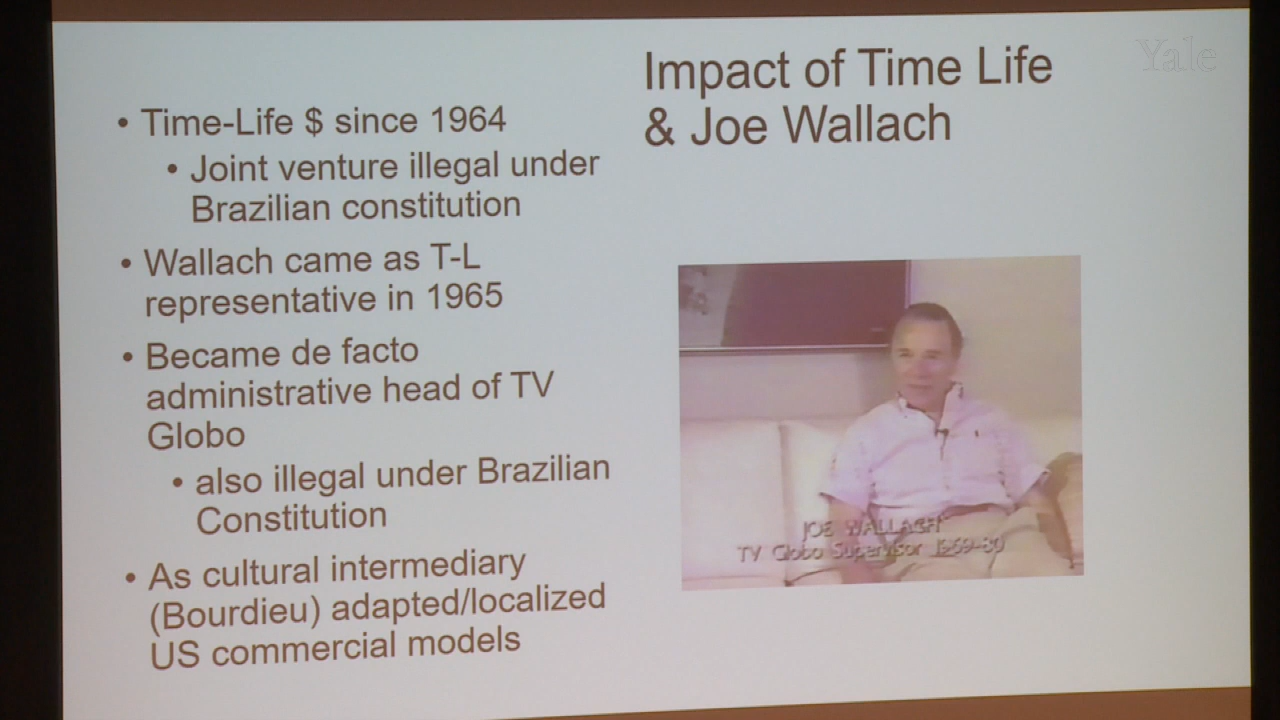 Yale
Impact of Time Life
& Joe Wallach
• Time-Life $ since 1964
• Joint venture illegal under
Brazilian constitution
• Wallach came as T-L
representative in 1965
• Became de facto
administrative head of TV
Globo
• also illegal under Brazilian
Constitution
• As cultural intermediary
(Bourdieu) adapted/localized
US commercial models
JOE WALLACH
TV Globo Supervisor 1969-80